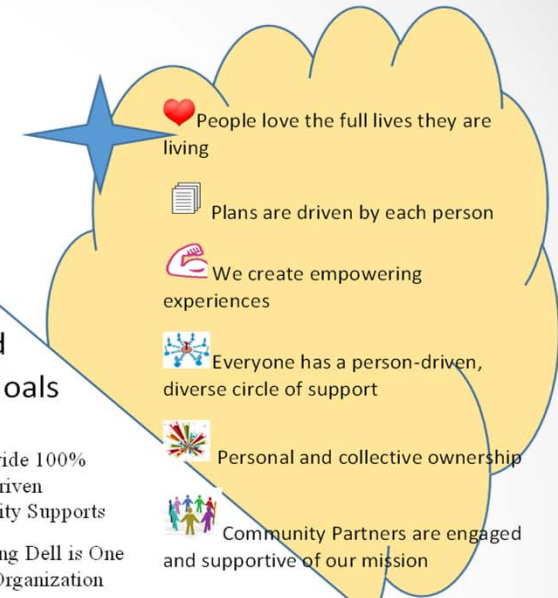 People love the full lives they are
living
Plans are driven by each person
We create empowering
experiences
Everyone has a person-driven,
diverse circle of support
Personal and collective ownership
Community Partners are engaged
and supportive of our mission
oals
ide 100%
riven
ity Supports
ng Dell is One
Organization